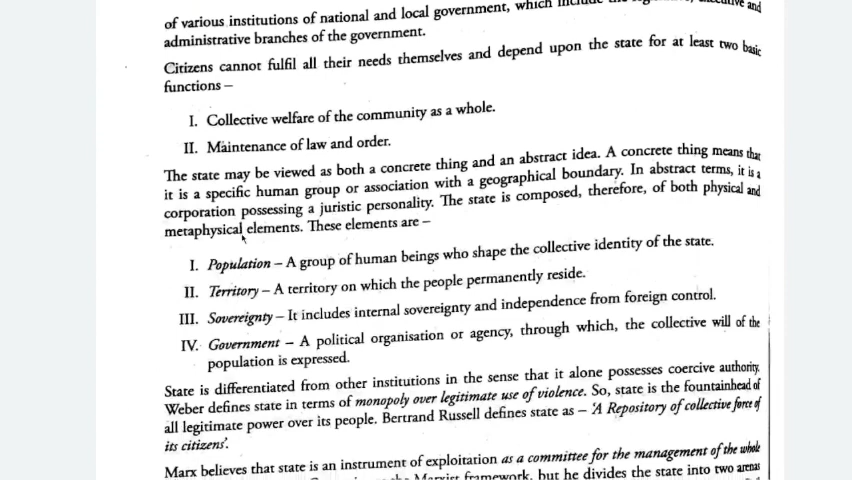 of various institutions of national and local government, which include the
administrative branches of the government.
Citizens cannot fulfil all their needs themselves and depend upon the state for at least two basic
functions –
I. Collective welfare of the community as a whole.
II. Maintenance of law and order.
The state may be viewed as both a concrete thing and an abstract idea. A concrete thing means that
it is a specific human group or association with a geographical boundary. In abstract terms, it is a
corporation possessing a juristic personality. The state is composed, therefore, of both physical and
metaphysical elements. These elements are –
I. Population – A group of human beings who shape the collective identity of the state.
II. Territory – A territory on which the people permanently reside.
III. Sovereignty – It includes internal sovereignty and independence from foreign control.
IV. Government – A political organisation or agency, through which, the collective will of the
population is expressed.
State is differentiated from other institutions in the sense that it alone possesses coercive authority.
Weber defines state in terms of monopoly over legitimate use of violence. So, state is the fountainhead of
all legitimate power over its people. Bertrand Russell defines state as – 'A Repository of collective force of
its citizens'.
Marx believes that state is an instrument of exploitation as a committee for the management of the whole
Marxist framework, but he divides the state into two arenas